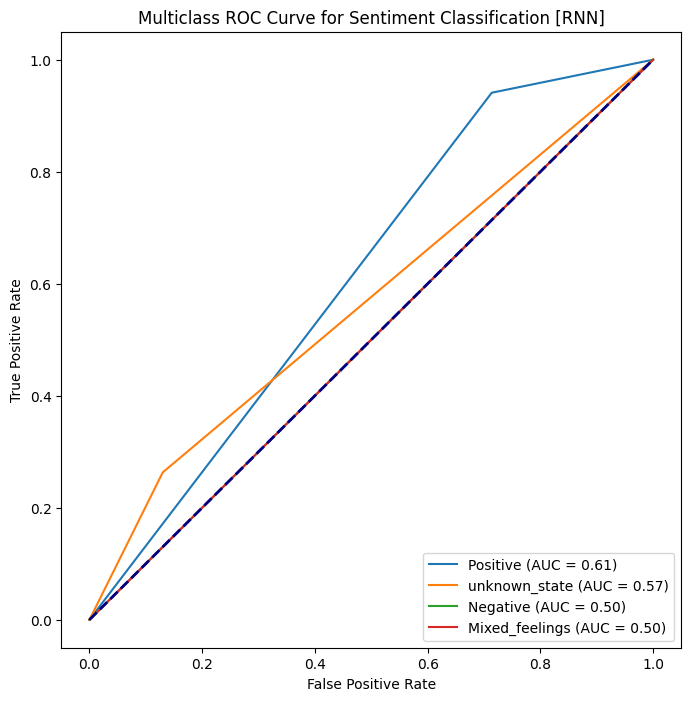 Multiclass ROC Curve for Sentiment Classification [RNN]
1.0
0.8
0.6
0.4
0.2
0.0
True Positive Rate
Positive (AUC = 0.61)
unknown_state (AUC = 0.57)
Negative (AUC = 0.50)
Mixed_feelings (AUC = 0.50)
0.0 0.2 0.4 0.6 0.8 1.0
False Positive Rate